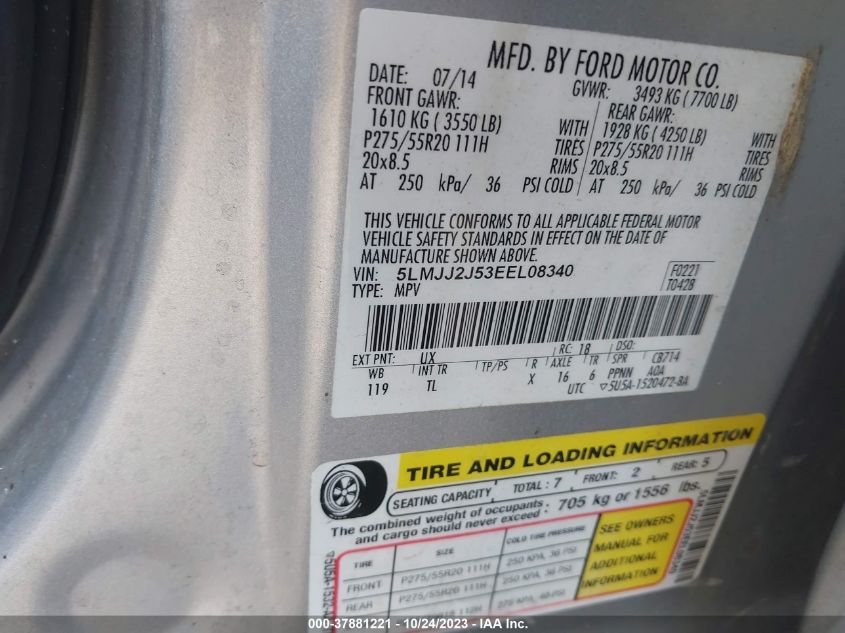 MFD. BY FORD MOTOR CO.
DATE: 07/14 GVWR: 3493 KG ( 7700 LB)
FRONT GAWR: REAR GAWR:
1610 KG ( 3550 LB) WITH 1928 KG ( 4250 LB) WITH
P275/55R20 111H TIRES P275/55R20 111H TIRES
20x8.5 RIMS 20x8.5 RIMS
AT 250 kPa/ 36 PSI COLD AT 250 kPa/ 36 PSI COLD
THIS VEHICLE CONFORMS TO ALL APPLICABLE FEDERAL MOTOR
VEHICLE SAFETY STANDARDS IN EFFECT ON THE DATE OF
MANUFACTURE SHOWN ABOVE.
VIN: 5LMJJ2J53EEL08340 F0221
TYPE: MPV T0428
EXT PNT: UX RC: 18 DSO:
WB INT TR TP/PS R AXLE TR SPR CB714
119 TL X 16 6 PPNN AOA
UTC ▽5U5A-1520472-BA
TIRE AND LOADING INFORMATION
SEATING CAPACITY TOTAL: 7 FRONT: 2 REAR: 5
The combined weight of occupants : 705 kg or 1556 lbs.
and cargo should never exceed
TIRE SIZE COLD TIRE PRESSURE
FRONT P275/55R20 111H 250 KPA, 36 PSI
REAR P275/55R20 111H 250 KPA, 36 PSI
SEE OWNERS
MANUAL FOR
ADDITIONAL
INFORMATION
000-37881221 - 10/24/2023 - IAA Inc.